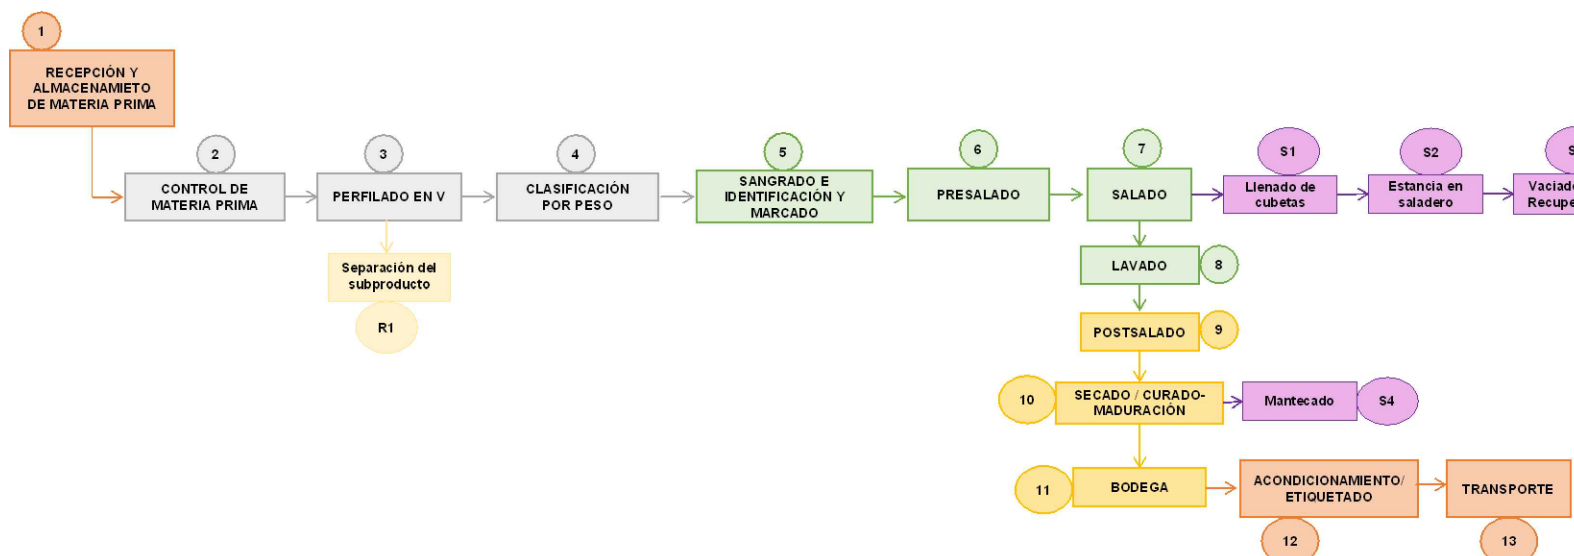 1
RECEPCIÓN Y
ALMACENAMIETO
DE MATERIA PRIMA
2
CONTROL DE
MATERIA PRIMA
3
PERFILADO EN V
4
CLASIFICACIÓN
POR PESO
5
SANGRADO E
IDENTIFICACIÓN Y
MARCADO
6
PRESALADO
7
SALADO
S1
Llenado de
cubetas
S2
Estancia en
saladero
Separación del
subproducto
R1
LAVADO
8
POSTSALADO
9
10
SECADO / CURADO-
MADURACIÓN
Mantecado
S4
11
BODEGA
ACONDICIONAMIENTO/
ETIQUETADO
12
TRANSPORTE
13